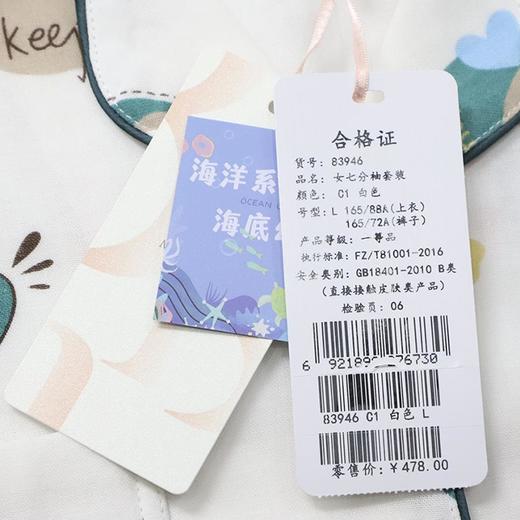 keep
海洋系
OCEAN
海底
合格证
货号: 83946
品名: 女七分袖套装
颜色: C1 白色
号型: L 165/88A(上衣)
165/72A(裤子)
产品等级: 一等品
执行标准: FZ/T81001-2016
安全类别: GB18401-2010 B类
(直接接触皮肤类产品)
检验员: 06
6 92189 76730
83946 C1 白色 L
零售价: ¥478.00